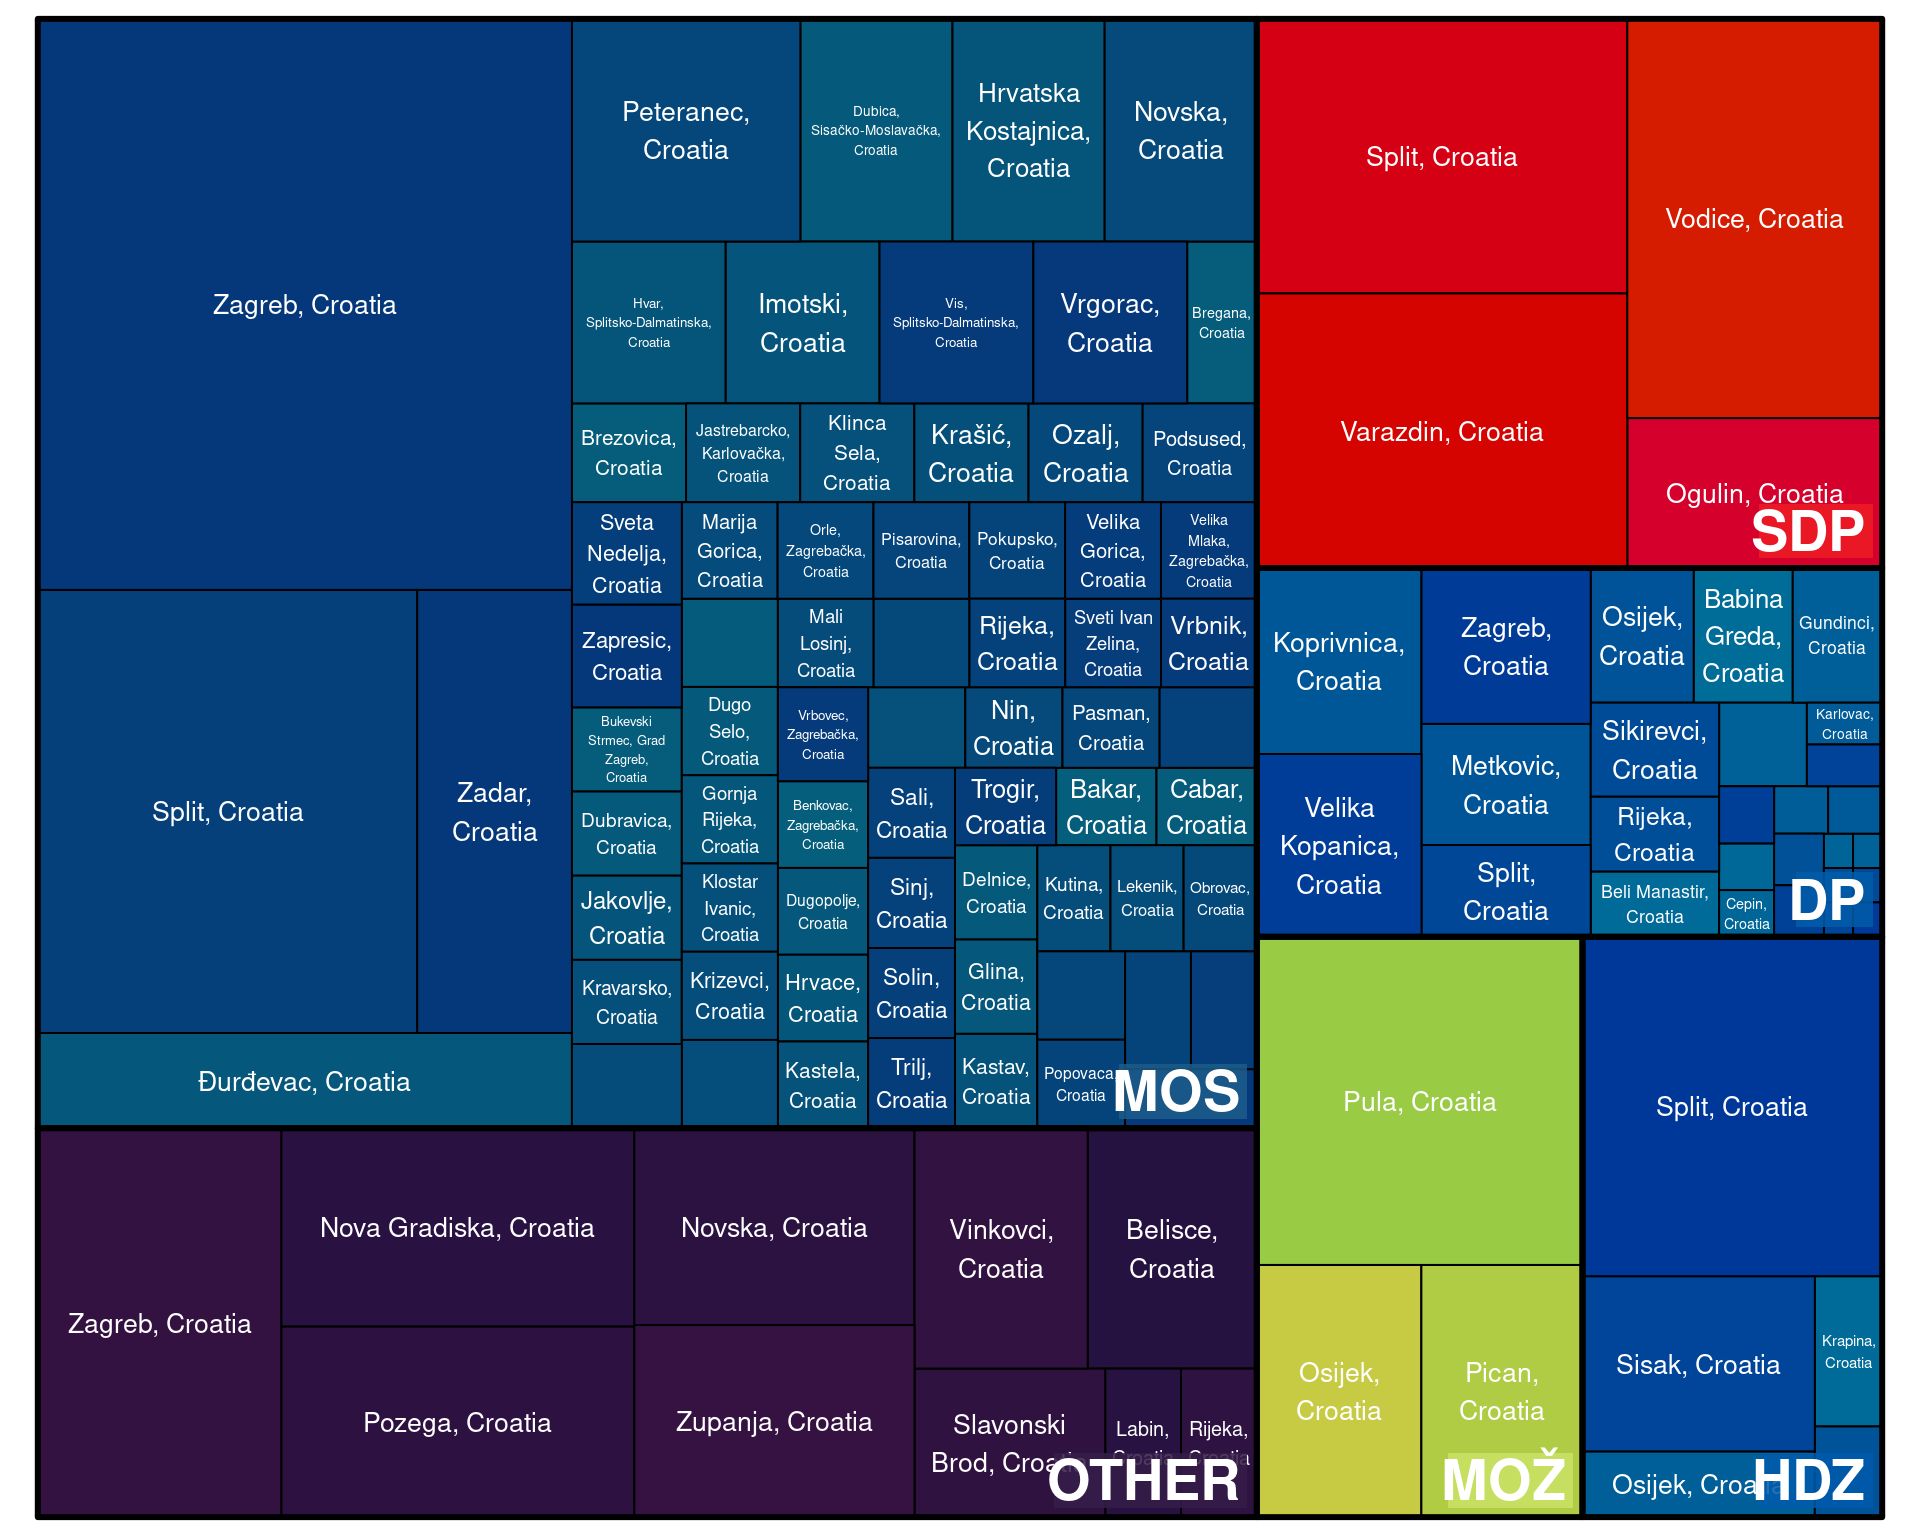 Zagreb, Croatia
Split, Croatia
Zadar,
Croatia
Đurđevac, Croatia
Peteranec,
Croatia
Dubica,
Sisačko-Moslavačka,
Croatia
Hrvatska
Kostajnica,
Croatia
Novska,
Croatia
Hvar,
Splitsko-Dalmatinska,
Croatia
Imotski,
Croatia
Vis,
Splitsko-Dalmatinska,
Croatia
Vrgorac,
Croatia
Bregana,
Croatia
Brezovica,
Croatia
Jastrebarcko,
Karlovačka,
Croatia
Klinca
Sela,
Croatia
Krašić,
Croatia
Ozalj,
Croatia
Podsused,
Croatia
Sveta
Nedelja,
Croatia
Zapresic,
Croatia
Bukevski
Strmec, Grad
Zagreb,
Croatia
Dubravica,
Croatia
Jakovlje,
Croatia
Kravarsko,
Croatia
Marija
Gorica,
Croatia
Orle,
Zagrebačka,
Croatia
Pisarovina,
Croatia
Pokupsko,
Croatia
Velika
Gorica,
Croatia
Velika
Mlaka,
Zagrebačka,
Croatia
Mali
Losinj,
Croatia
Rijeka,
Croatia
Sveti Ivan
Zelina,
Croatia
Vrbnik,
Croatia
Dugo
Selo,
Croatia
Gornja
Rijeka,
Croatia
Klostar
Ivanic,
Croatia
Krizevci,
Croatia
Vrbovec,
Zagrebačka,
Croatia
Benkovac,
Zagrebačka,
Croatia
Dugopolje,
Croatia
Hrvace,
Croatia
Kastela,
Croatia
Nin,
Croatia
Pasman,
Croatia
Sali,
Croatia
Sinj,
Croatia
Solin,
Croatia
Trilj,
Croatia
Trogir,
Croatia
Bakar,
Croatia
Cabar,
Croatia
Delnice,
Croatia
Glina,
Croatia
Kastav,
Croatia
Kutina,
Croatia
Lekenik,
Croatia
Obrovac,
Croatia
Popovaca,
Croatia
MOS
Zagreb, Croatia
Nova Gradiska, Croatia
Pozega, Croatia
Novska, Croatia
Zupanja, Croatia
Vinkovci,
Croatia
Belisce,
Croatia
Slavonski
Brod, Croatia
Labin,
Croatia
Rijeka,
Croatia
OTHER
Split, Croatia
Varazdin, Croatia
Vodice, Croatia
Ogulin, Croatia
SDP
Koprivnica,
Croatia
Velika
Kopanica,
Croatia
Zagreb,
Croatia
Metkovic,
Croatia
Split,
Croatia
Osijek,
Croatia
Babina
Greda,
Croatia
Gundinci,
Croatia
Sikirevci,
Croatia
Rijeka,
Croatia
Beli Manastir,
Croatia
Karlovac,
Croatia
Cepin,
Croatia
DP
Pula, Croatia
Osijek,
Croatia
Pican,
Croatia
MOŽ
Split, Croatia
Sisak, Croatia
Krapina,
Croatia
Osijek, Croatia
HDZ